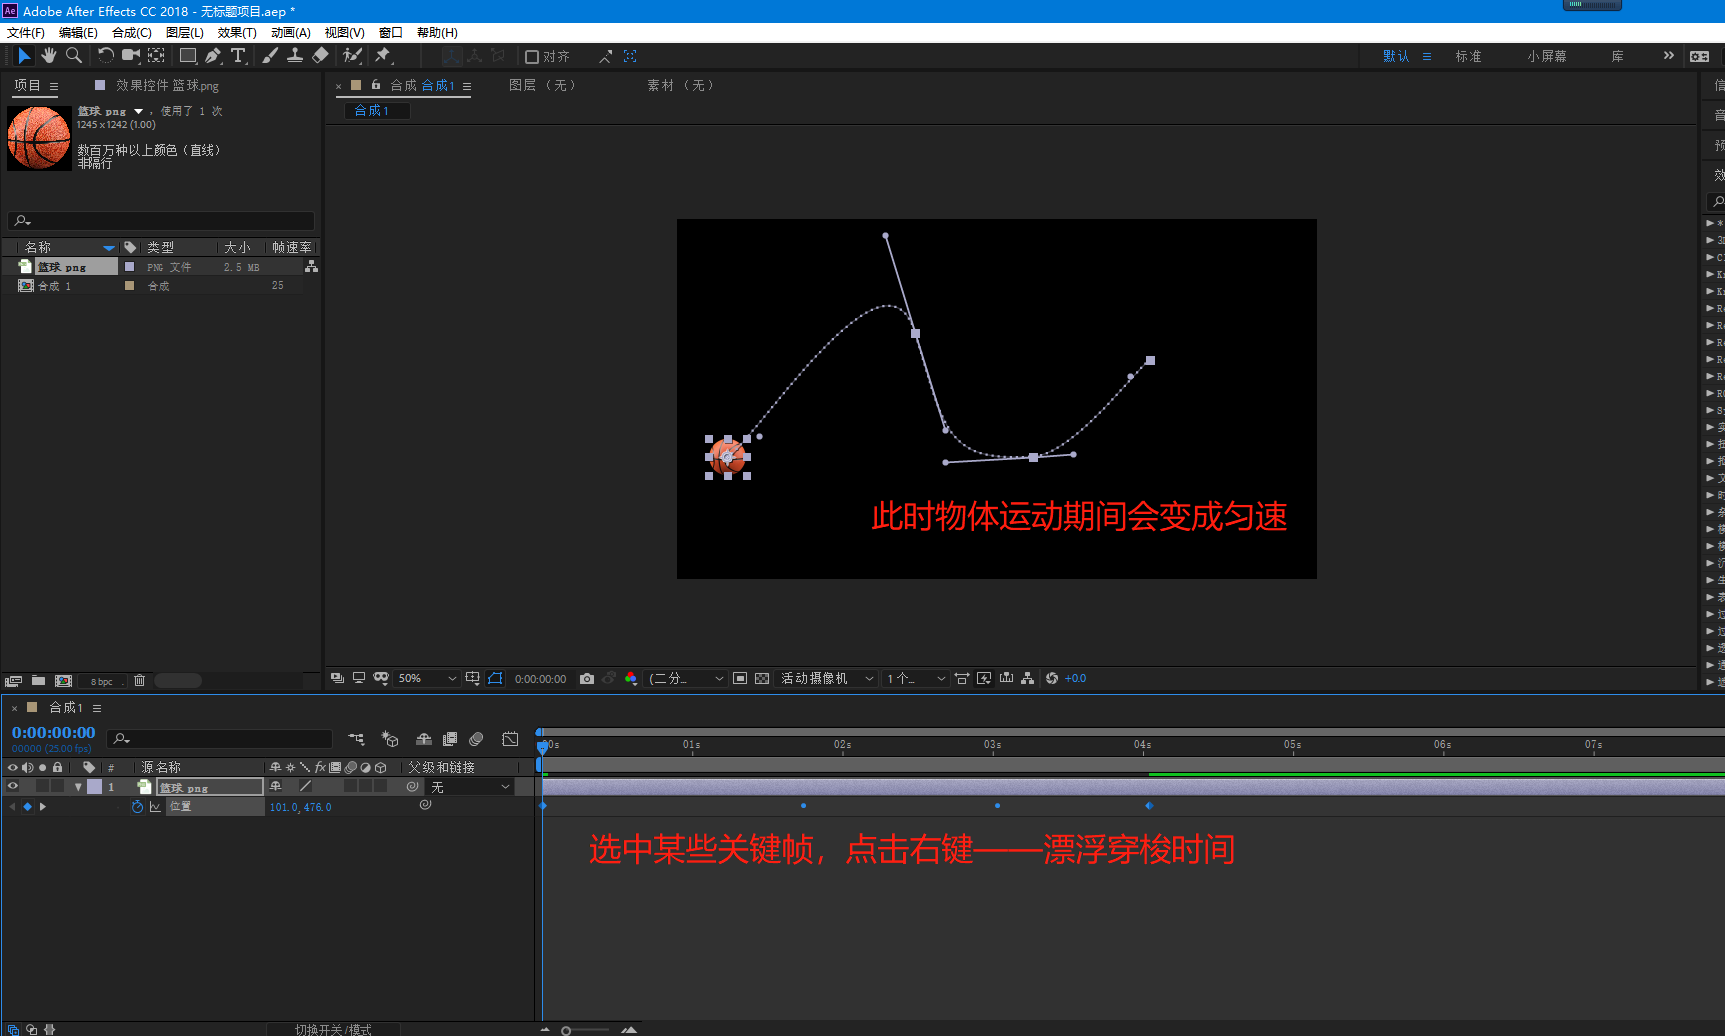 Ae Adobe After Effects CC 2018 - 无标题项目.aep *
文件(F) 编辑(E) 合成(C) 图层(L) 效果(T) 动画(A) 视图(V) 窗口 帮助(H)
对齐 默认 标准 小屏幕 库
项目 效果控件 篮球.png
合成 合成1 图层 (无) 素材 (无)
合成1
篮球.png , 使用了 1 次
1245 x 1242 (1.00)
数百万种以上颜色 (直线)
非隔行
名称 类型 大小 帧速率
篮球.png PNG 文件 2.5 MB
合成 1 合成 25
此时物体运动期间会变成匀速
8 bpc
50% 0:00:00:00 (二分... 活动摄像机 1个... +0.0
合成1
0:00:00:00
00000 (25.00 fps)
:00s 01s 02s 03s 04s 05s 06s 07s
# 源名称 fx 父级和链接
1 篮球.png 无
位置 101.0, 476.0
选中某些关键帧，点击右键——漂浮穿梭时间
切换开关/模式